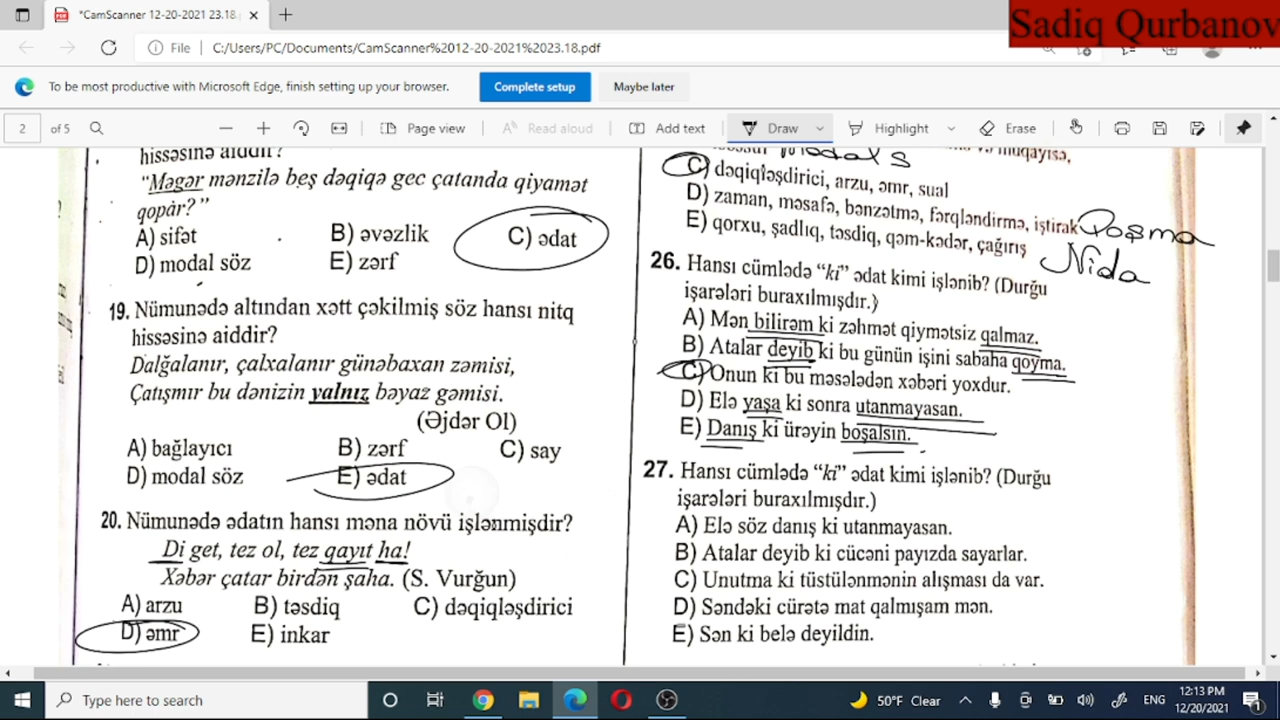 *CamScanner 12-20-2021 23.18.p
Sadiq Qurbanov
File
C:/Users/PC/Documents/CamScanner%2012-20-2021%2023.18.pdf
To be most productive with Microsoft Edge, finish setting up your browser.
Complete setup
Maybe later
2 of 5
Page view
Read aloud
Add text
Draw
Highlight
Erase
hissəsinə aiddir?
"Məgər mənzilə beş dəqiqə gec çatanda qiyamət
qopar?"
A) sifət B) əvəzlik C) ədat
D) modal söz E) zərf
19. Nümunədə altından xətt çəkilmiş söz hansı nitq
hissəsinə aiddir?
Dalğalanır, çalxalanır günəbaxan zəmisi,
Çatışmır bu dənizin yalnız bəyaz gəmisi.
(Əjdər Ol)
A) bağlayıcı B) zərf C) say
D) modal söz E) ədat
20. Nümunədə ədatın hansı məna növü işlənmişdir?
Di get, tez ol, tez qayıt ha!
Xəbər çatar birdən şaha. (S. Vurğun)
A) arzu B) təsdiq C) dəqiqləşdirici
D) əmr E) inkar
müqayisə,
modal s
C) dəqiqləşdirici, arzu, əmr, sual
D) zaman, məsafə, bənzətmə, fərqləndirmə, iştirak Qoşma
E) qorxu, şadlıq, təsdiq, qəm-kədər, çağırış Nida
26. Hansı cümlədə "ki" ədat kimi işlənib? (Durğu
işarələri buraxılmışdır.)
A) Mən bilirəm ki zəhmət qiymətsiz qalmaz.
B) Atalar deyib ki bu günün işini sabaha qoyma.
C) Onun ki bu məsələdən xəbəri yoxdur.
D) Elə yaşa ki sonra utanmayasan.
E) Danış ki ürəyin boşalsın.
27. Hansı cümlədə "ki" ədat kimi işlənib? (Durğu
işarələri buraxılmışdır.)
A) Elə söz danış ki utanmayasan.
B) Atalar deyib ki cücəni payızda sayarlar.
C) Unutma ki tüstülənmənin alışması da var.
D) Səndəki cürətə mat qalmışam mən.
E) Sən ki belə deyildin.
Type here to search
50°F Clear
ENG
12:13 PM
12/20/2021